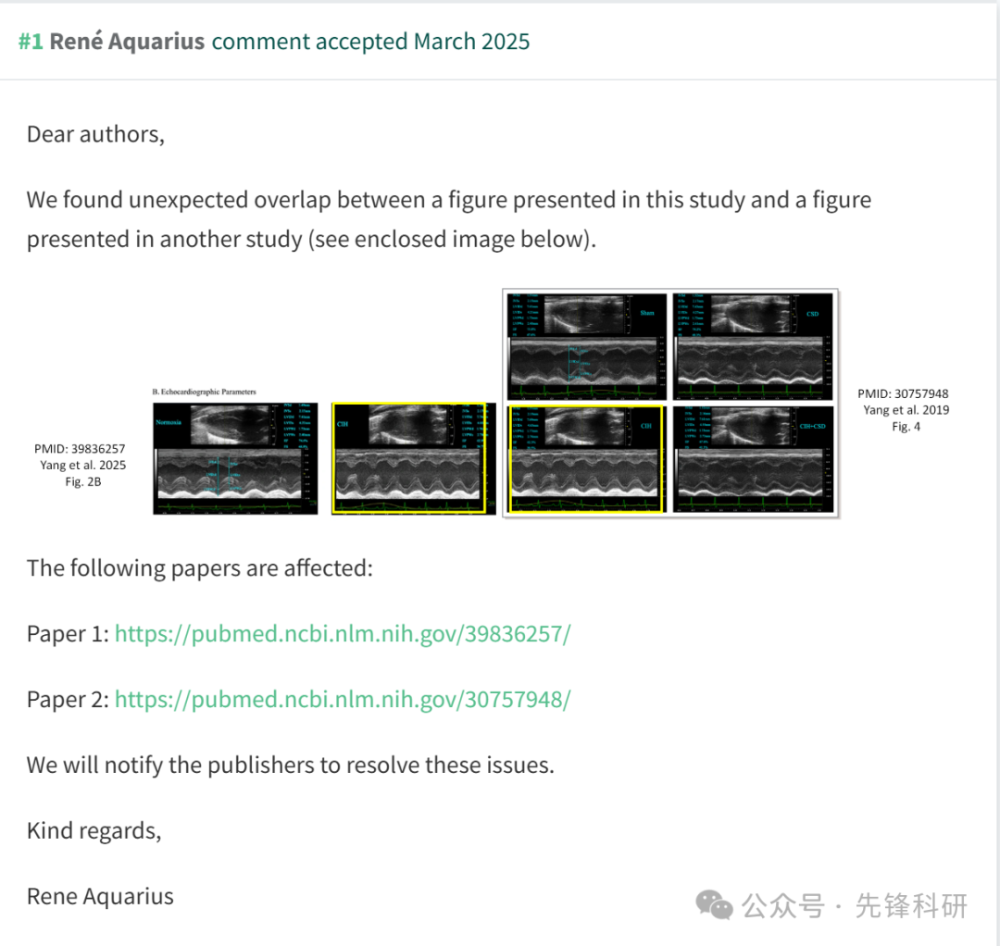 #1 René Aquarius comment accepted March 2025
Dear authors,
We found unexpected overlap between a figure presented in this study and a figure
presented in another study (see enclosed image below).
B. Echocardiographic Parameters
Normoxia
CIH
Sham
CSD
CIH
CIH+CSD
PMID: 39836257
Yang et al. 2025
Fig. 2B
PMID: 30757948
Yang et al. 2019
Fig. 4
The following papers are affected:
Paper 1: https://pubmed.ncbi.nlm.nih.gov/39836257/
Paper 2: https://pubmed.ncbi.nlm.nih.gov/30757948/
We will notify the publishers to resolve these issues.
Kind regards,
Rene Aquarius
公众号 · 先锋科研